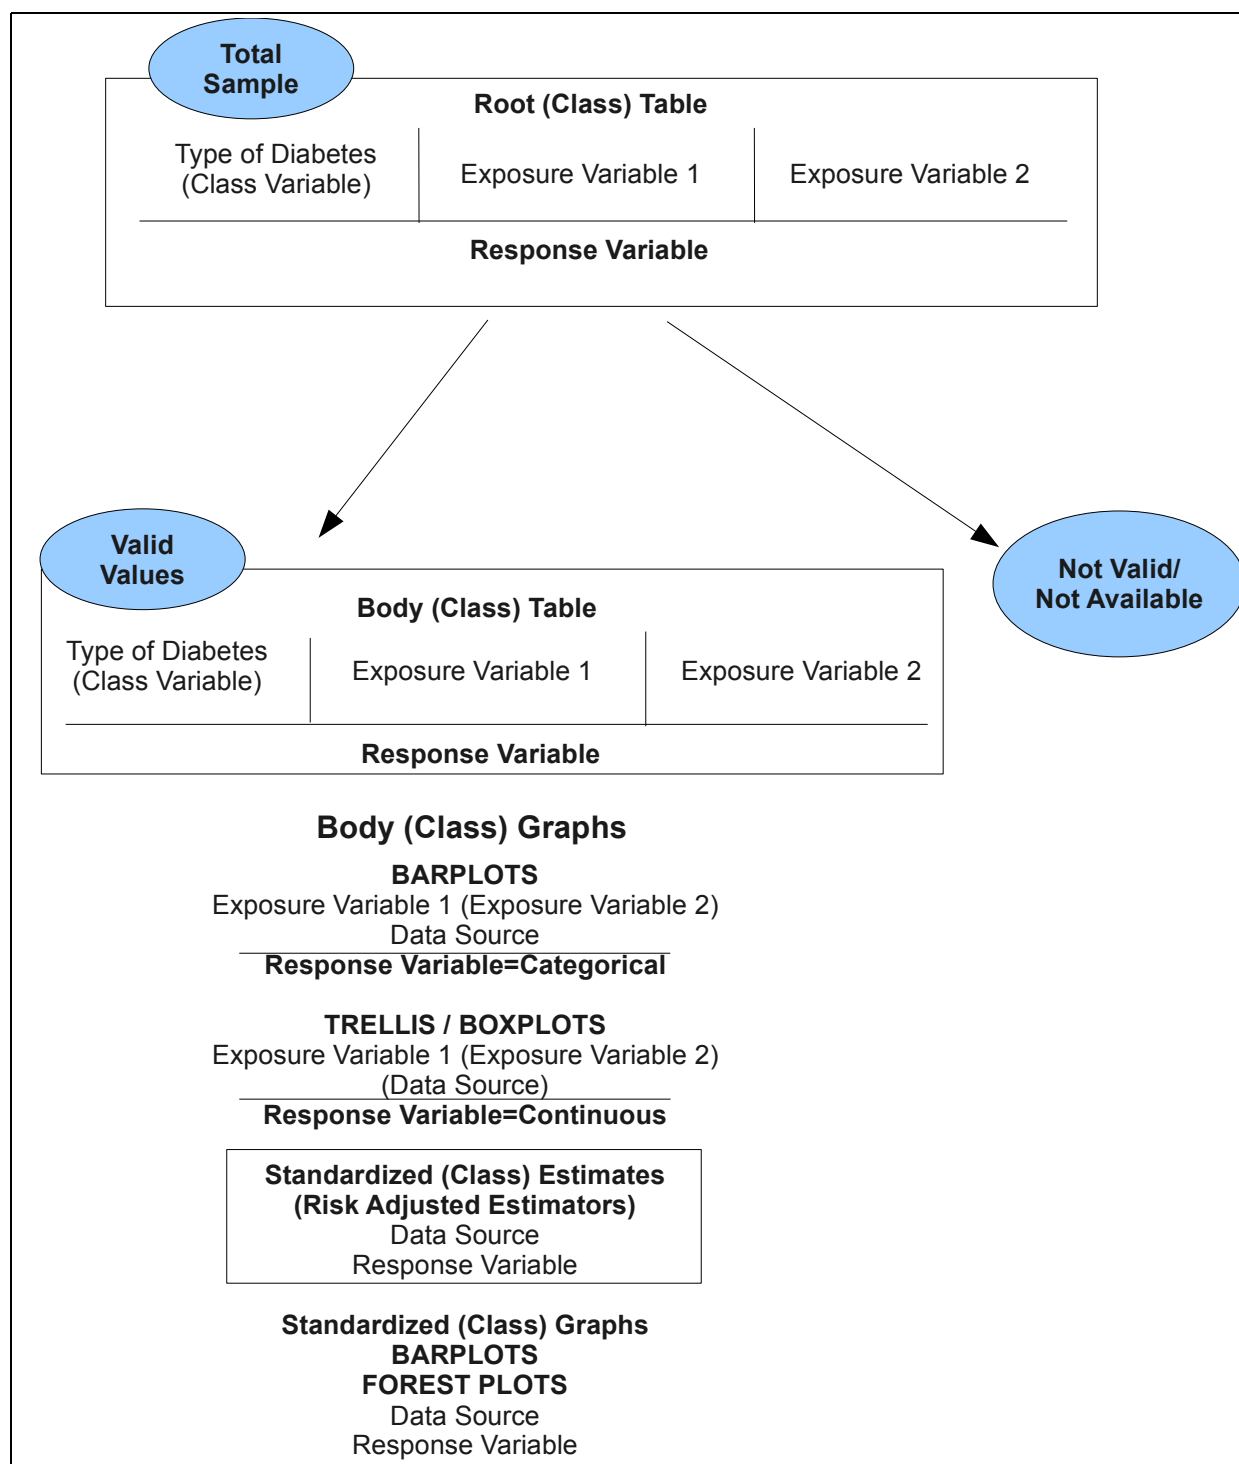 Total
Sample
Root (Class) Table
Type of Diabetes
(Class Variable)
Exposure Variable 1
Exposure Variable 2
Response Variable
Valid
Values
Not Valid/
Not Available
Body (Class) Table
Type of Diabetes
(Class Variable)
Exposure Variable 1
Exposure Variable 2
Response Variable
Body (Class) Graphs
BARPLOTS
Exposure Variable 1 (Exposure Variable 2)
Data Source
Response Variable=Categorical
TRELLIS / BOXPLOTS
Exposure Variable 1 (Exposure Variable 2)
(Data Source)
Response Variable=Continuous
Standardized (Class) Estimates
(Risk Adjusted Estimators)
Data Source
Response Variable
Standardized (Class) Graphs
BARPLOTS
FOREST PLOTS
Data Source
Response Variable